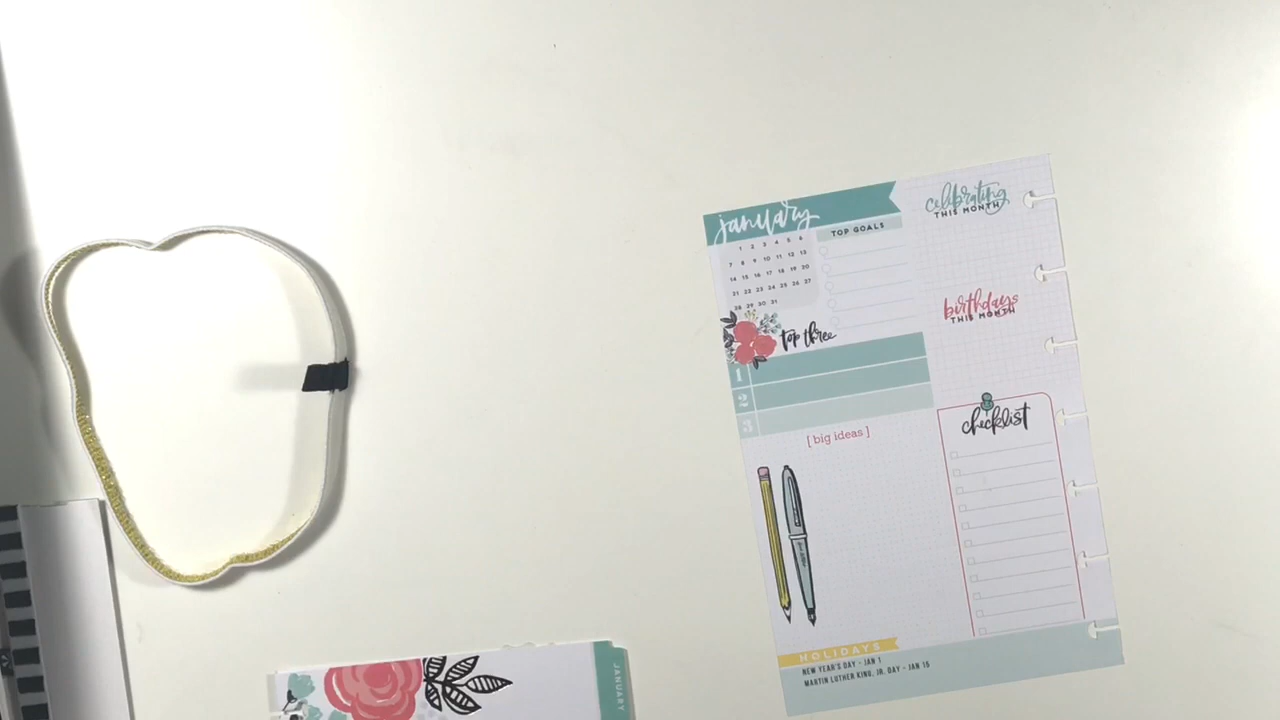 january
TOP GOALS
1 2 3 4 5 6
7 8 9 10 11 12 13
14 15 16 17 18 19 20
21 22 23 24 25 26 27
28 29 30 31
top three
1
2
3
[ big ideas ]
HOLIDAYS
NEW YEAR'S DAY - JAN 1
MARTIN LUTHER KING, JR. DAY - JAN 15
celebrating
THIS MONTH
birthdays
THIS MONTH
checklist
JANUARY